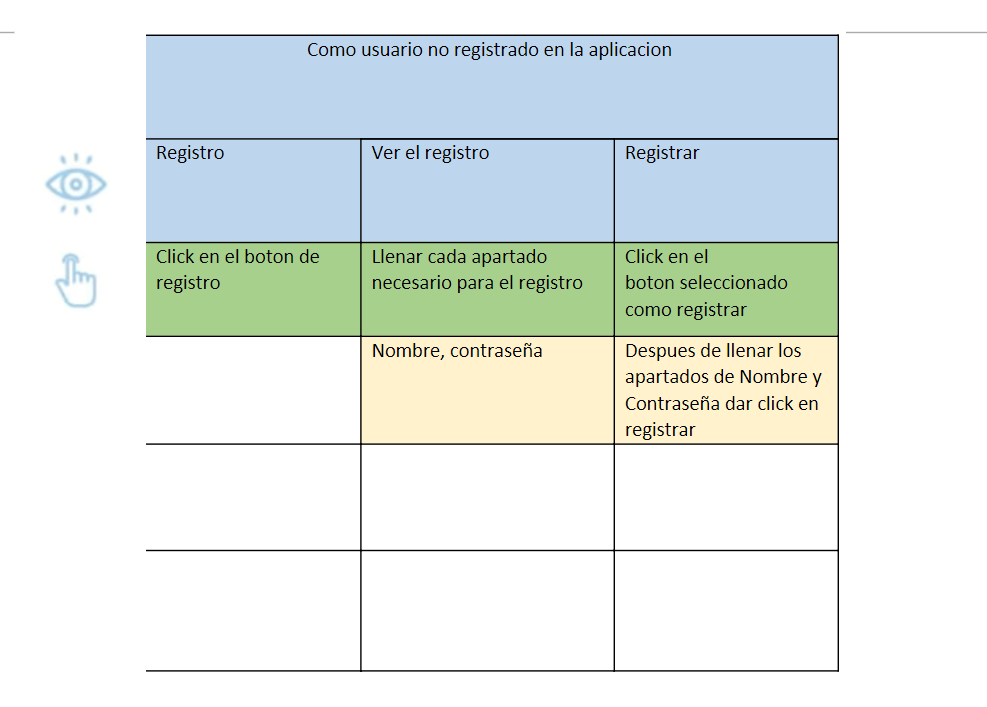 Como usuario no registrado en la aplicacion
Registro
Ver el registro
Registrar
Click en el boton de
registro
Llenar cada apartado
necesario para el registro
Click en el
boton seleccionado
como registrar
Nombre, contraseña
Despues de llenar los
apartados de Nombre y
Contraseña dar click en
registrar